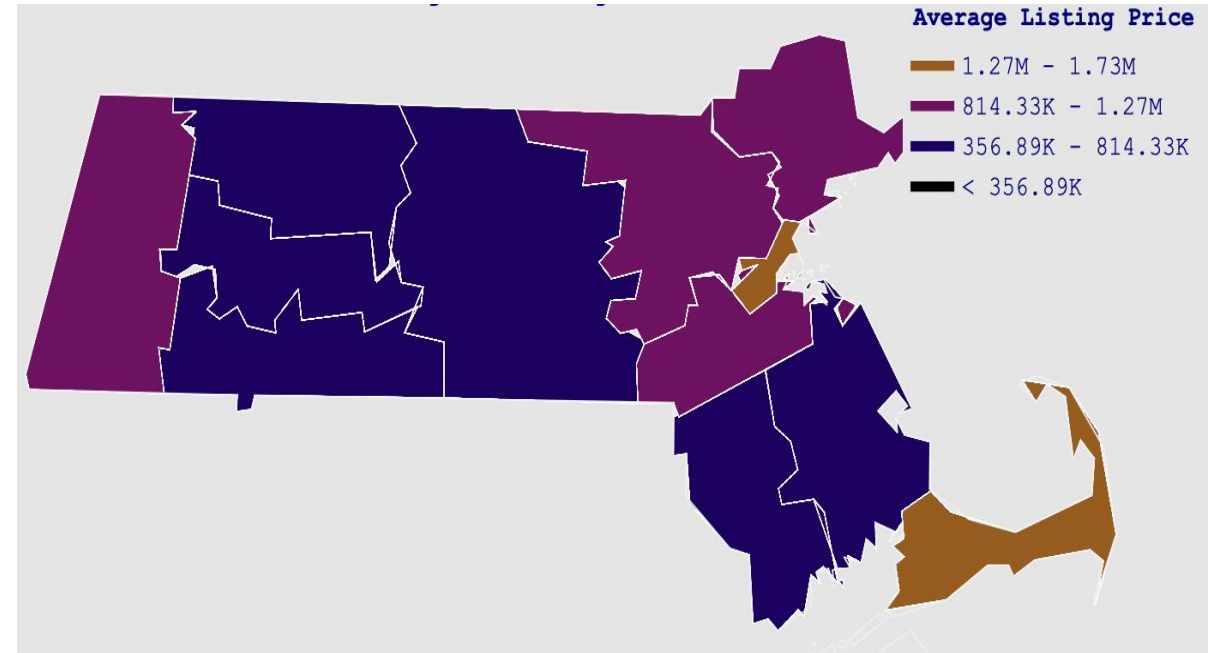 Average Listing Price
1.27M - 1.73M
814.33K - 1.27M
356.89K - 814.33K
< 356.89K